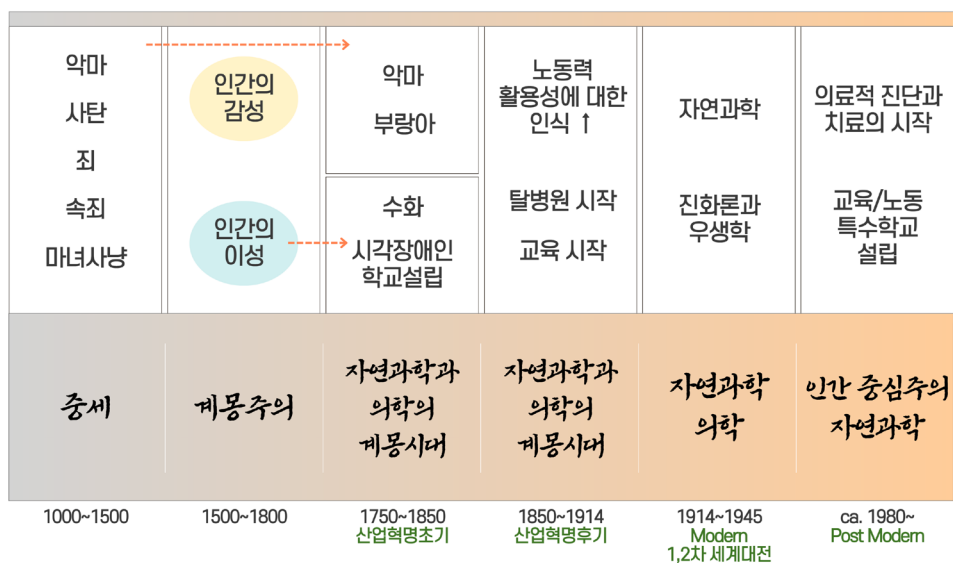 악마
사탄
죄
속죄
마녀사냥
인간의
감성
인간의
이성
악마
부랑아
수화
시각장애인
학교설립
노동력
활용성에 대한
인식 ↑
탈병원 시작
교육 시작
자연과학
진화론과
우생학
의료적 진단과
치료의 시작
교육/노동
특수학교
설립
중세
계몽주의
자연과학과
의학의
계몽시대
자연과학과
의학의
계몽시대
자연과학
의학
인간 중심주의
자연과학
1000~1500
1500~1800
1750~1850
산업혁명초기
1850~1914
산업혁명후기
1914~1945
Modern
1,2차 세계대전
ca. 1980~
Post Modern